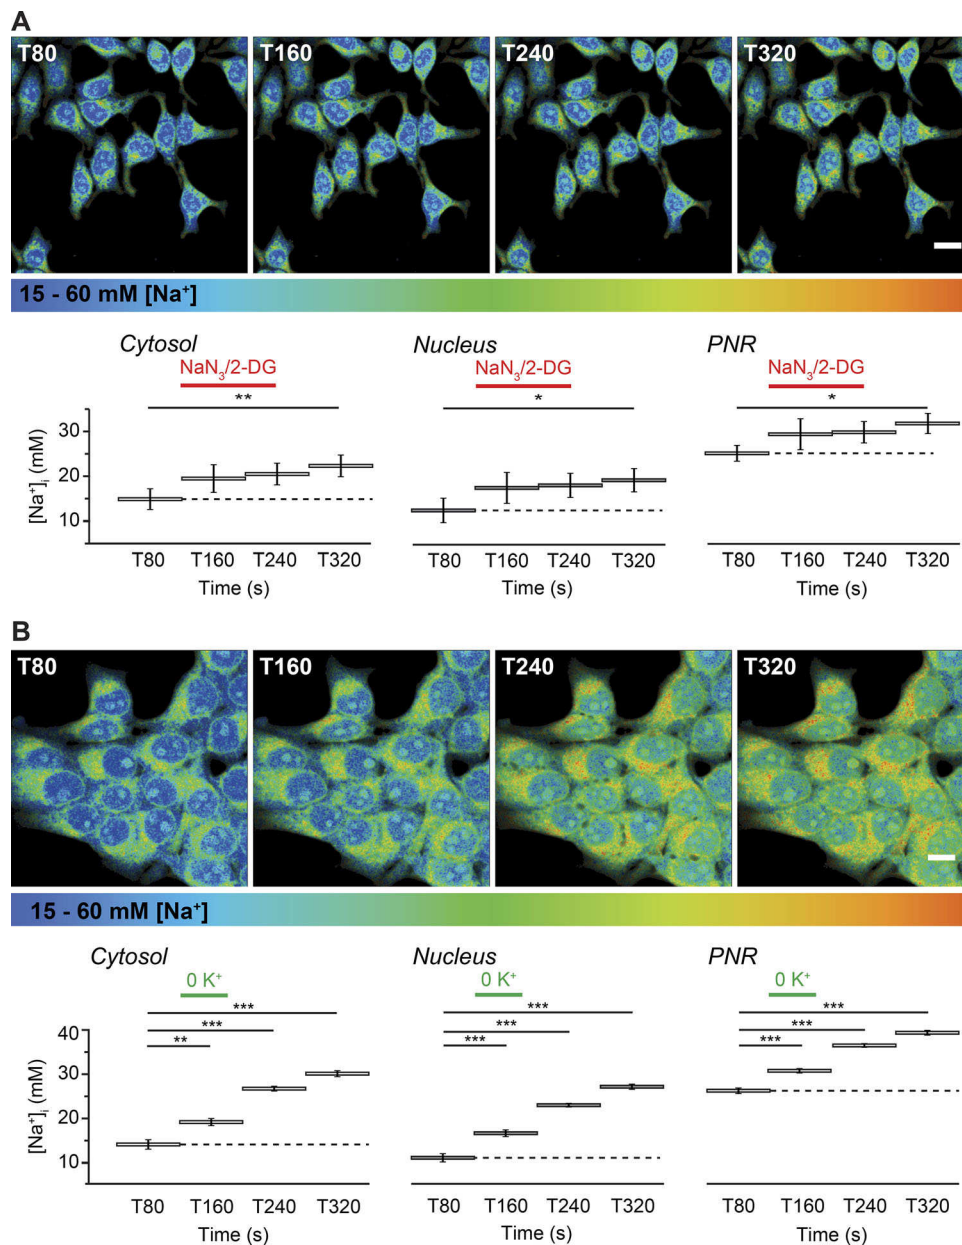 A
T80 T160 T240 T320
15 - 60 mM [Na⁺]
Cytosol Nucleus PNR
NaN₃/2-DG NaN₃/2-DG NaN₃/2-DG
** * *
[Na⁺]ᵢ (mM)
30
20
10
T80 T160 T240 T320 T80 T160 T240 T320 T80 T160 T240 T320
Time (s) Time (s) Time (s)
B
T80 T160 T240 T320
15 - 60 mM [Na⁺]
Cytosol Nucleus PNR
0 K⁺ 0 K⁺ 0 K⁺
*** *** ***
*** *** ***
** *** ***
[Na⁺]ᵢ (mM)
40
30
20
10
T80 T160 T240 T320 T80 T160 T240 T320 T80 T160 T240 T320
Time (s) Time (s) Time (s)